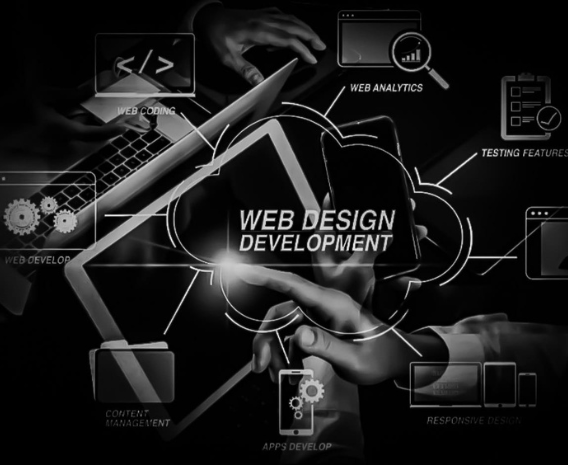 </>
WEB CODING
WEB ANALYTICS
TESTING FEATURES
WEB DESIGN
DEVELOPMENT
WEB DEVELOP
CONTENT
MANAGEMENT
APPS DEVELOP
RESPONSIVE DESIGN